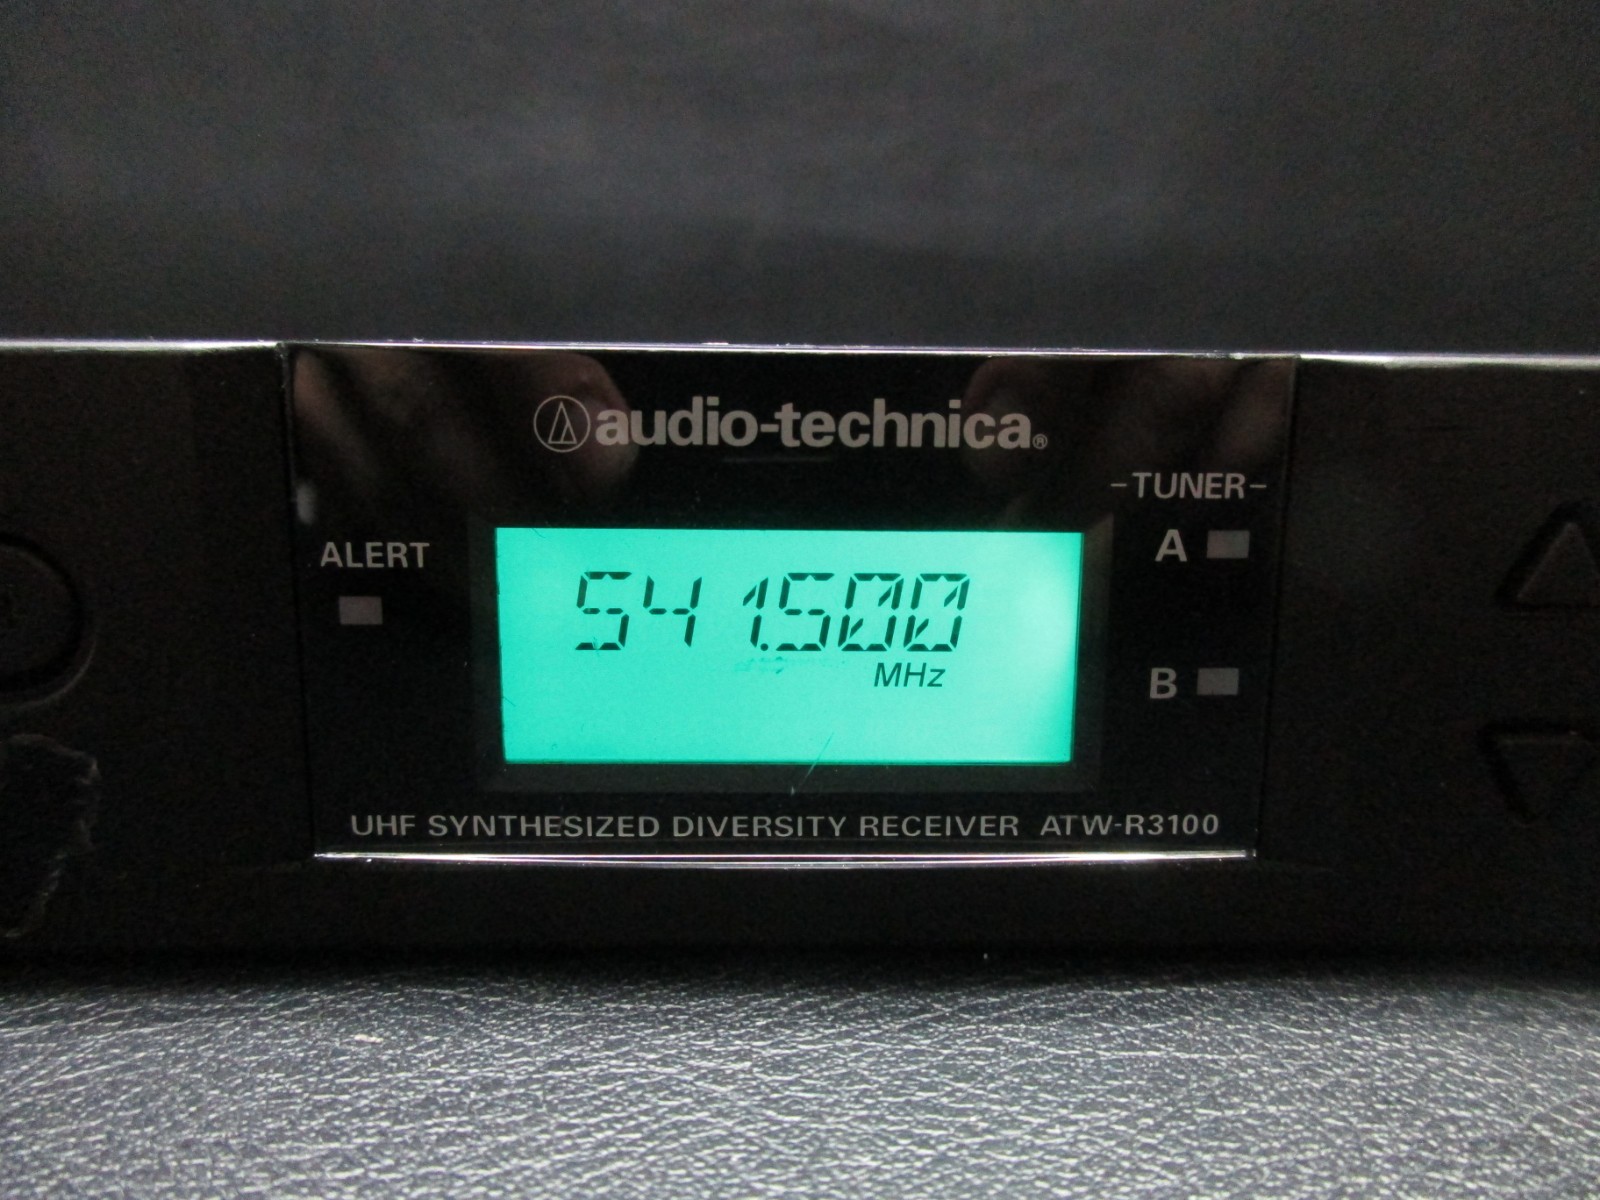 audio-technica®
-TUNER-
ALERT
A
541.500
MHz
B
UHF SYNTHESIZED DIVERSITY RECEIVER ATW-R3100